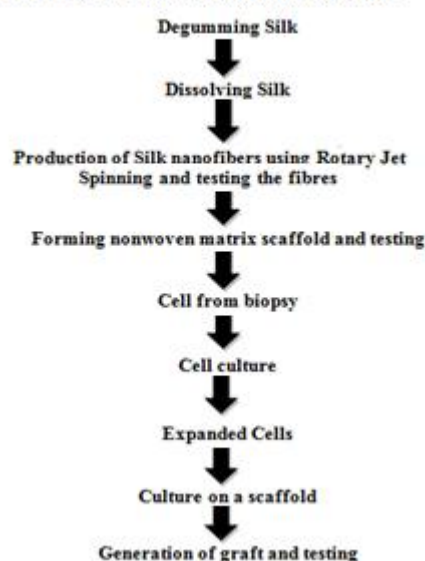 Degumming Silk
Dissolving Silk
Production of Silk nanofibers using Rotary Jet
Spinning and testing the fibres
Forming nonwoven matrix scaffold and testing
Cell from biopsy
Cell culture
Expanded Cells
Culture on a scaffold
Generation of graft and testing